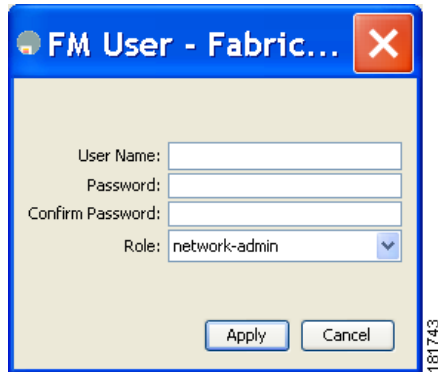 FM User - Fabric...
User Name:
Password:
Confirm Password:
Role: network-admin
Apply Cancel
181743